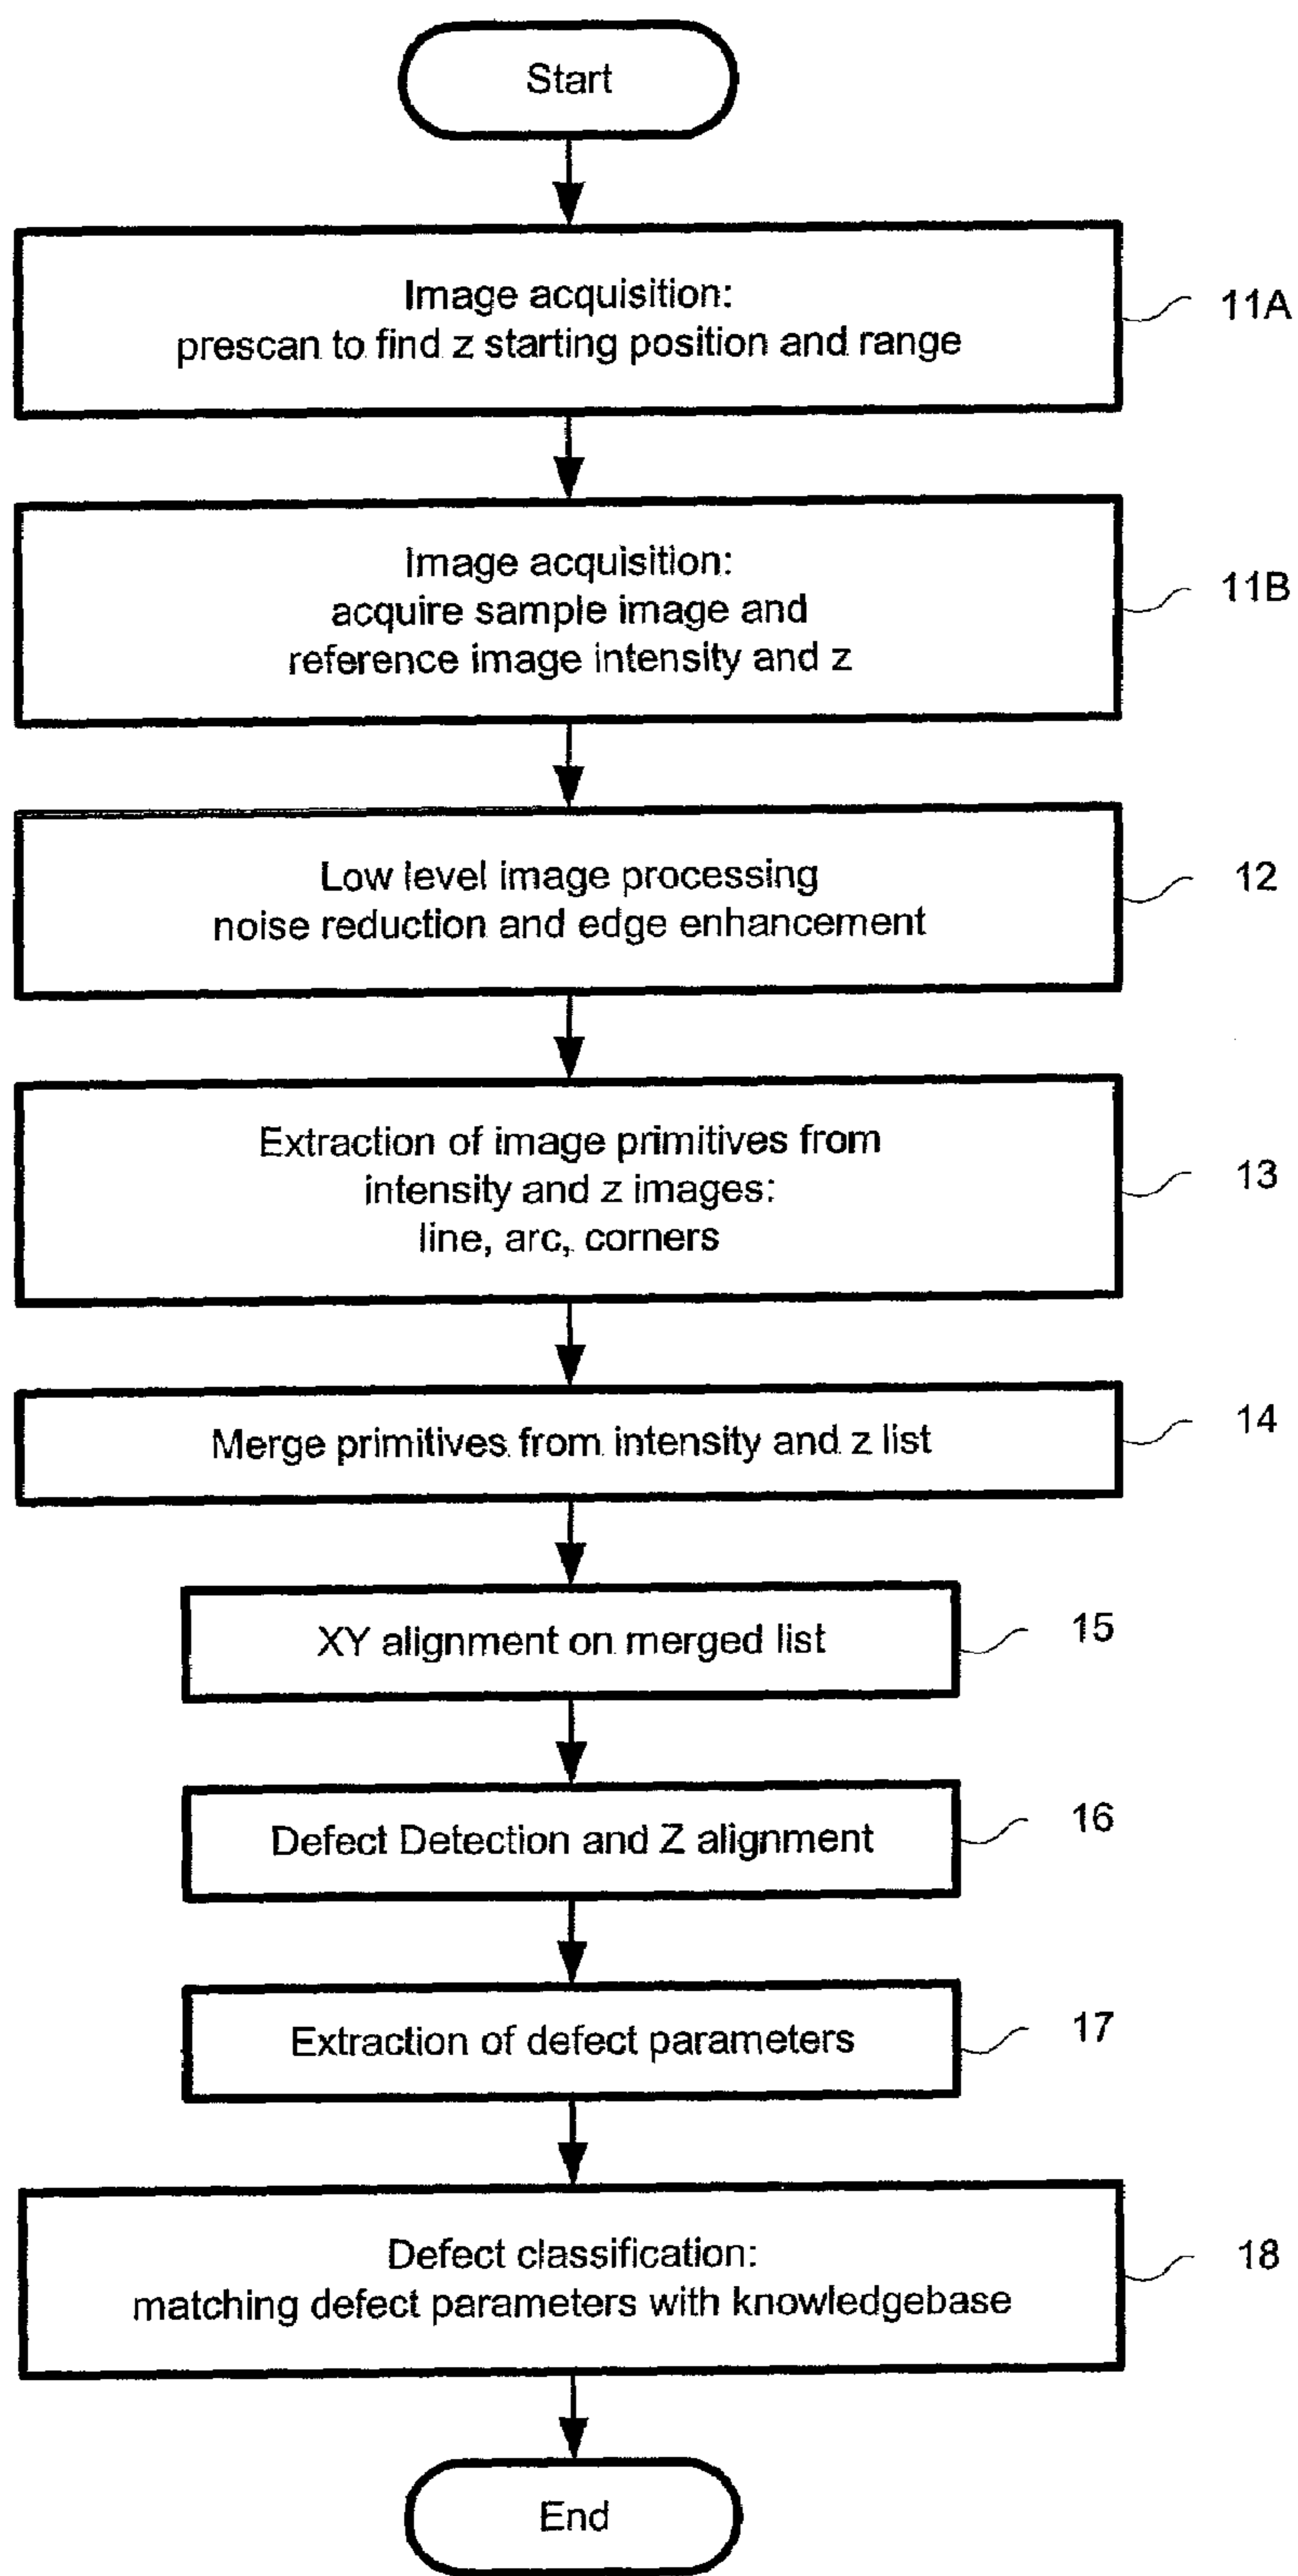 Start
Image acquisition:
prescan to find z starting position and range
11A
Image acquisition:
acquire sample image and
reference image intensity and z
11B
Low level image processing
noise reduction and edge enhancement
12
Extraction of image primitives from
intensity and z images:
line, arc, corners
13
Merge primitives from intensity and z list
14
XY alignment on merged list
15
Defect Detection and Z alignment
16
Extraction of defect parameters
17
Defect classification:
matching defect parameters with knowledgebase
18
End